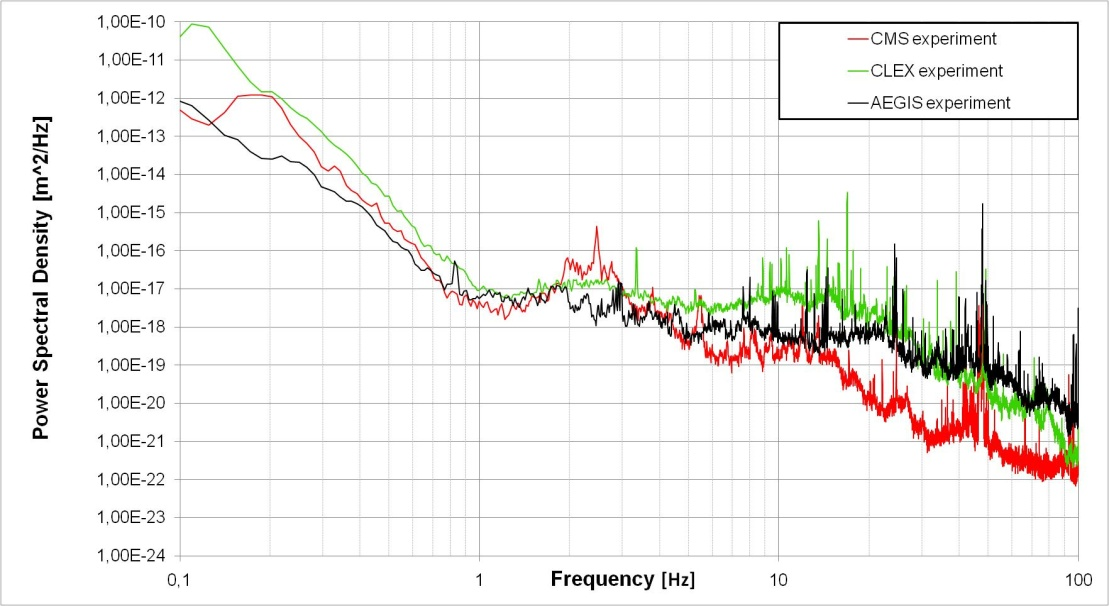 1,00E-10
1,00E-11
1,00E-12
1,00E-13
1,00E-14
1,00E-15
1,00E-16
1,00E-17
1,00E-18
1,00E-19
1,00E-20
1,00E-21
1,00E-22
1,00E-23
1,00E-24
Power Spectral Density [m^2/Hz]
CMS experiment
CLEX experiment
AEGIS experiment
0,1
1
10
100
Frequency [Hz]